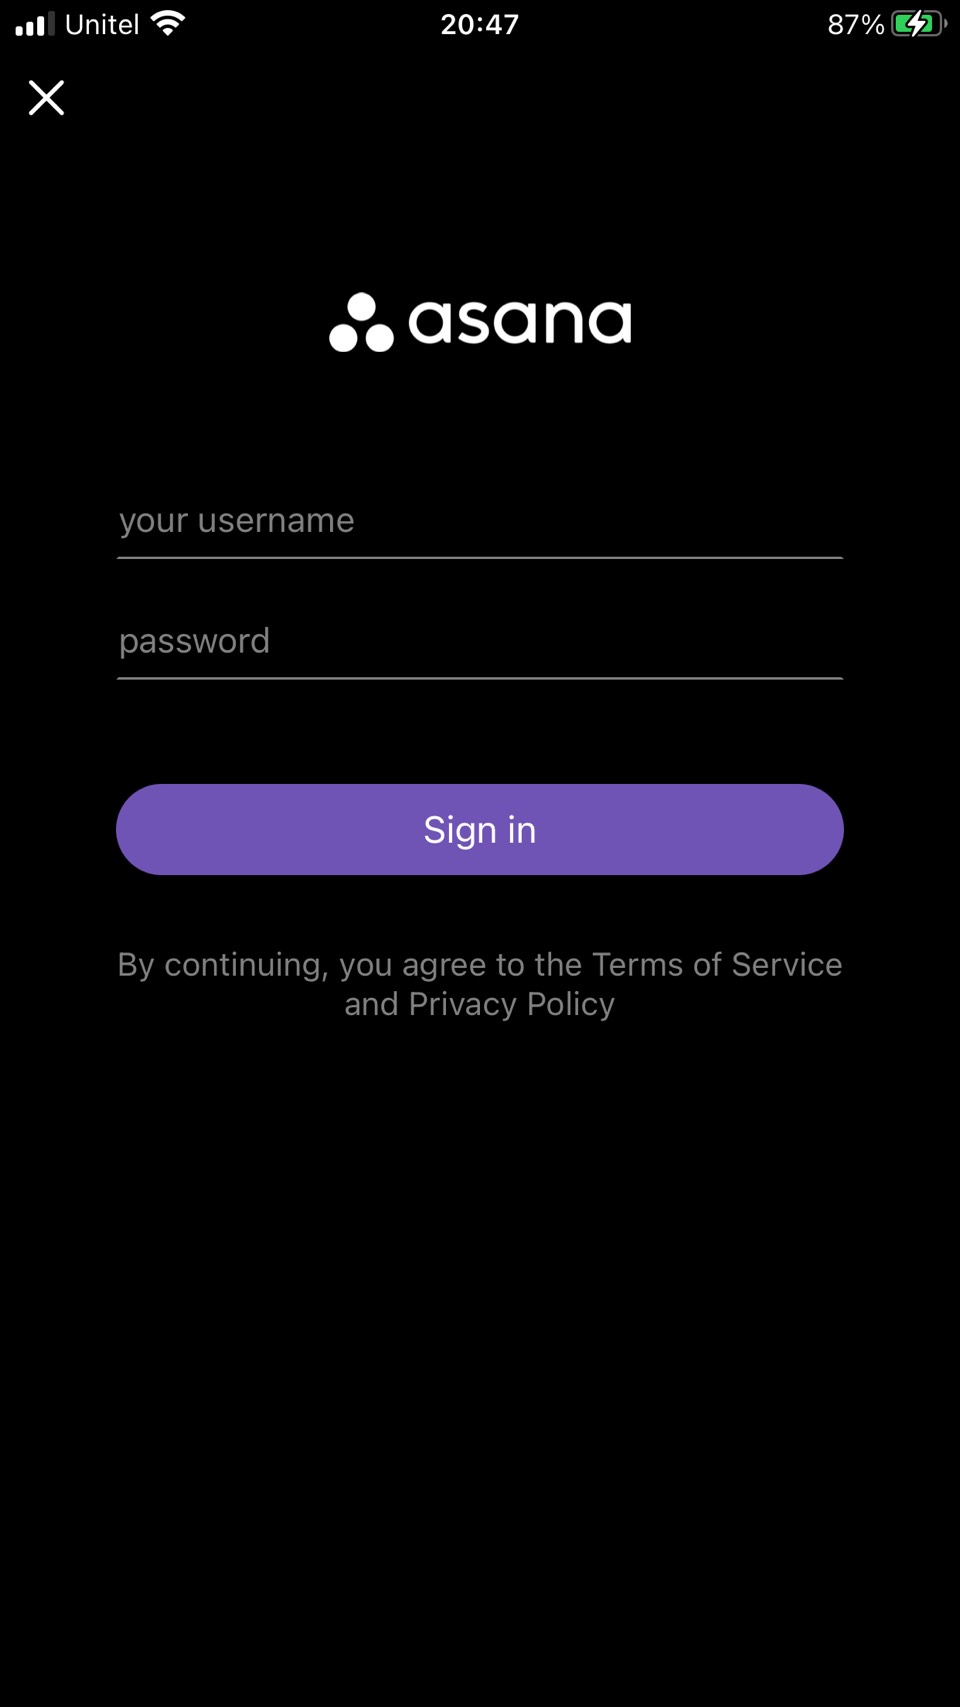 Unitel 20:47 87%
asana
your username
password
Sign in
By continuing, you agree to the Terms of Service
and Privacy Policy